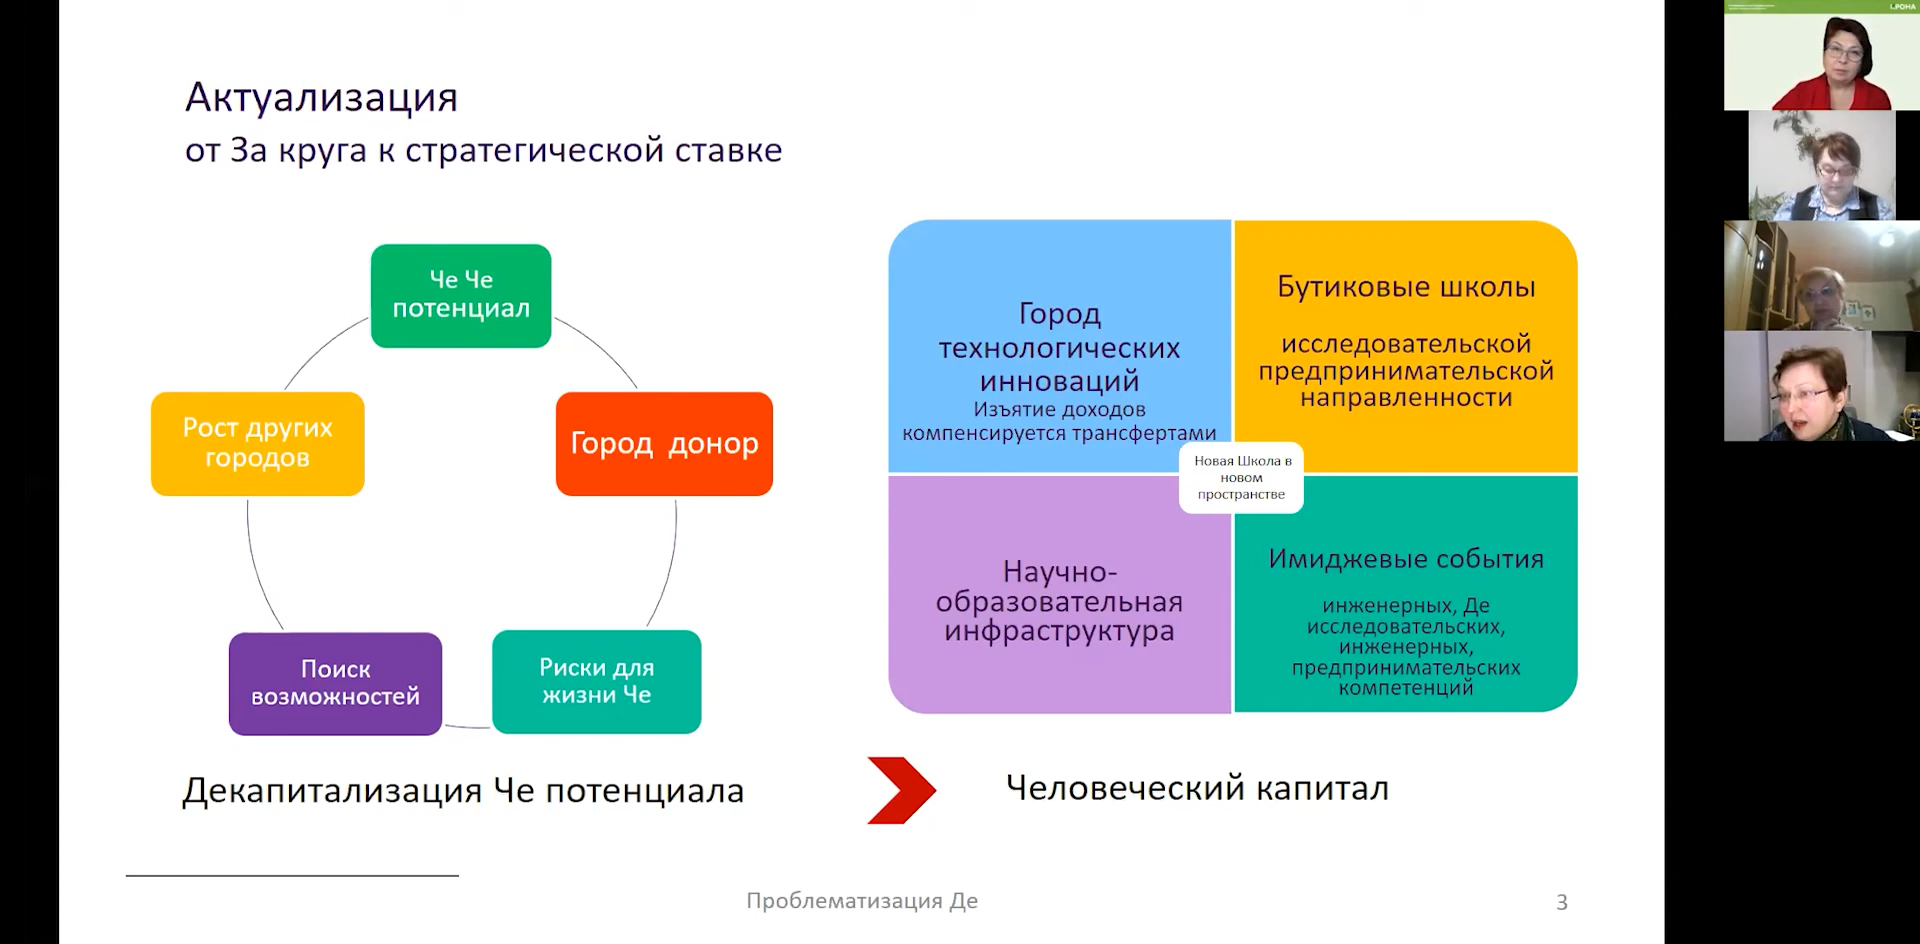 Актуализация
от За круга к стратегической ставке
Че Че
потенциал
Рост других
городов
Город донор
Поиск
возможностей
Риски для
жизни Че
Декапитализация Че потенциала
Город
технологических
инноваций
Изъятие доходов
компенсируется трансфертами
Бутиковые школы
исследовательской
предпринимательской
направленности
Новая Школа в
новом
пространстве
Научно-
образовательная
инфраструктура
Имиджевые события
инженерных, Де
исследовательских,
инженерных,
предпринимательских
компетенций
Человеческий капитал
Проблематизация Де
3